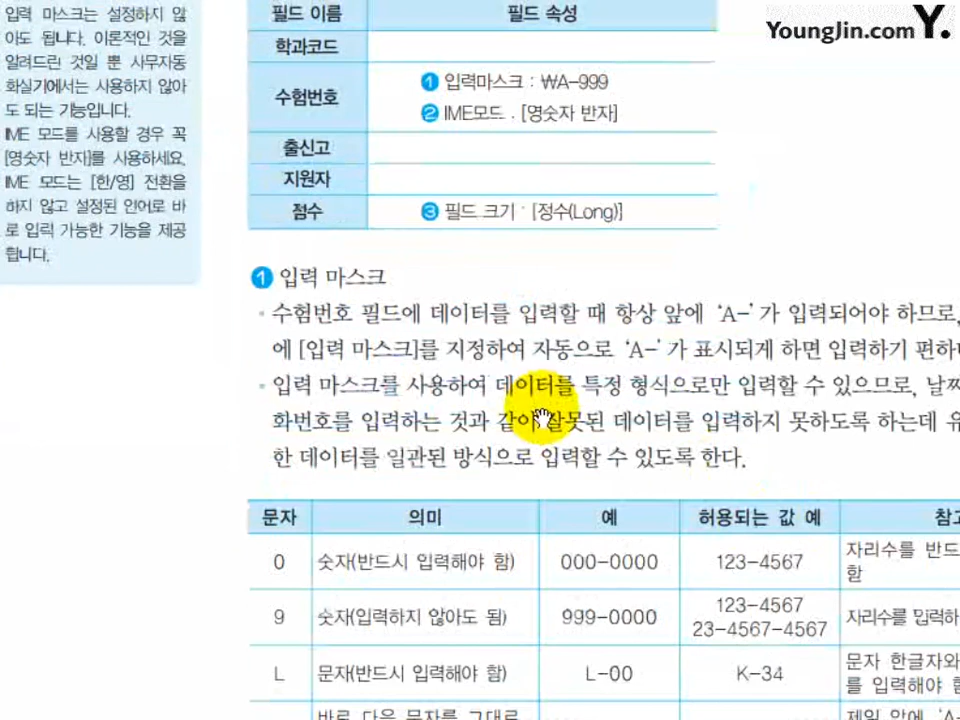 입력 마스크는 설정하지 않
아도 됩니다. 이론적인 것을
알려드린 것일 뿐 사무자동
화실기에서는 사용하지 않아
도 되는 기능입니다.
IME 모드를 사용할 경우 꼭
[영숫자 반자]를 사용하세요.
IME 모드는 [한/영] 전환을
하지 않고 설정된 언어로 바
로 입력 가능한 기능을 제공
합니다.
YoungJin.com Y.
필드 이름 필드 속성
학과코드
수험번호 ❶ 입력마스크 : ₩A-999
❷ IME모드 : [영숫자 반자]
출신고
지원자
점수 ❸ 필드 크기 : [정수(Long)]
❶ 입력 마스크
• 수험번호 필드에 데이터를 입력할 때 항상 앞에 ‘A-’가 입력되어야 하므로,
에 [입력 마스크]를 지정하여 자동으로 ‘A-’가 표시되게 하면 입력하기 편하
• 입력 마스크를 사용하여 데이터를 특정 형식으로만 입력할 수 있으므로, 날짜
화번호를 입력하는 것과 같이 잘못된 데이터를 입력하지 못하도록 하는데 유
한 데이터를 일관된 방식으로 입력할 수 있도록 한다.
문자 의미 예 허용되는 값 예 참고
0 숫자(반드시 입력해야 함) 000-0000 123-4567 자리수를 반드
함
9 숫자(입력하지 않아도 됨) 999-0000 123-4567
23-4567-4567 자리수를 입력하
L 문자(반드시 입력해야 함) L-00 K-34 문자 한글자와
를 입력해야 함
바로 다음 문자를 그대로 제일 앞에 ‘A-